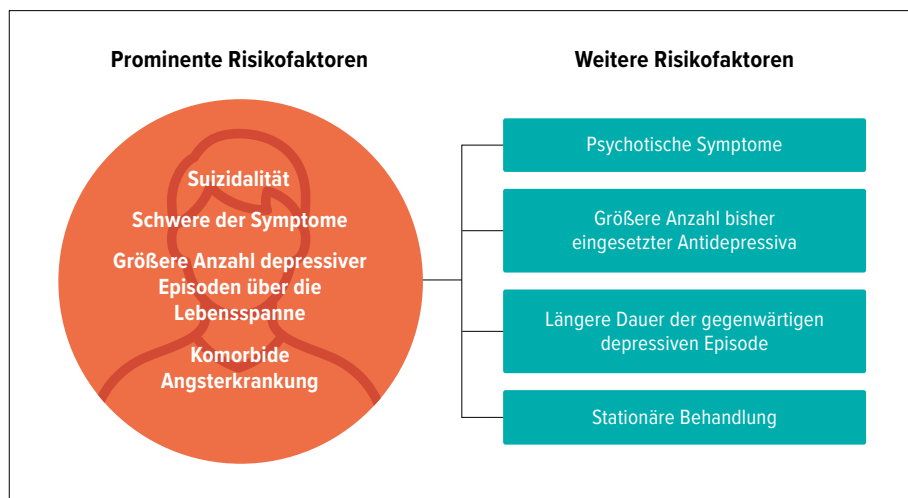 Prominente Risikofaktoren
Suizidalität
Schwere der Symptome
Größere Anzahl depressiver
Episoden über die
Lebensspanne
Komorbide
Angsterkrankung
Weitere Risikofaktoren
Psychotische Symptome
Größere Anzahl bisher
eingesetzter Antidepressiva
Längere Dauer der gegenwärtigen
depressiven Episode
Stationäre Behandlung